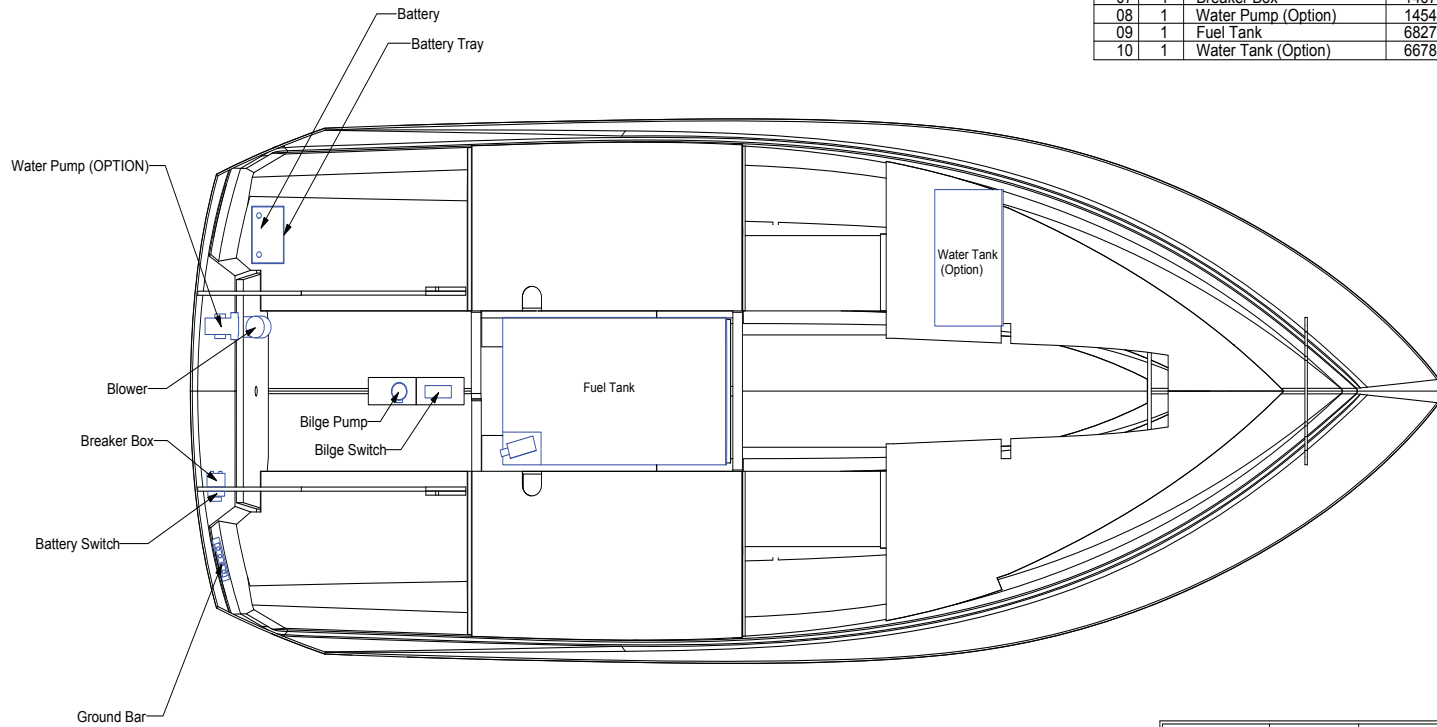 Battery
Battery Tray
08 1 Water Pump (Option) 1454
09 1 Fuel Tank 6827
10 1 Water Tank (Option) 6678
Water Pump (OPTION)
Water Tank
(Option)
Blower
Fuel Tank
Bilge Pump
Breaker Box
Bilge Switch
Battery Switch
Ground Bar